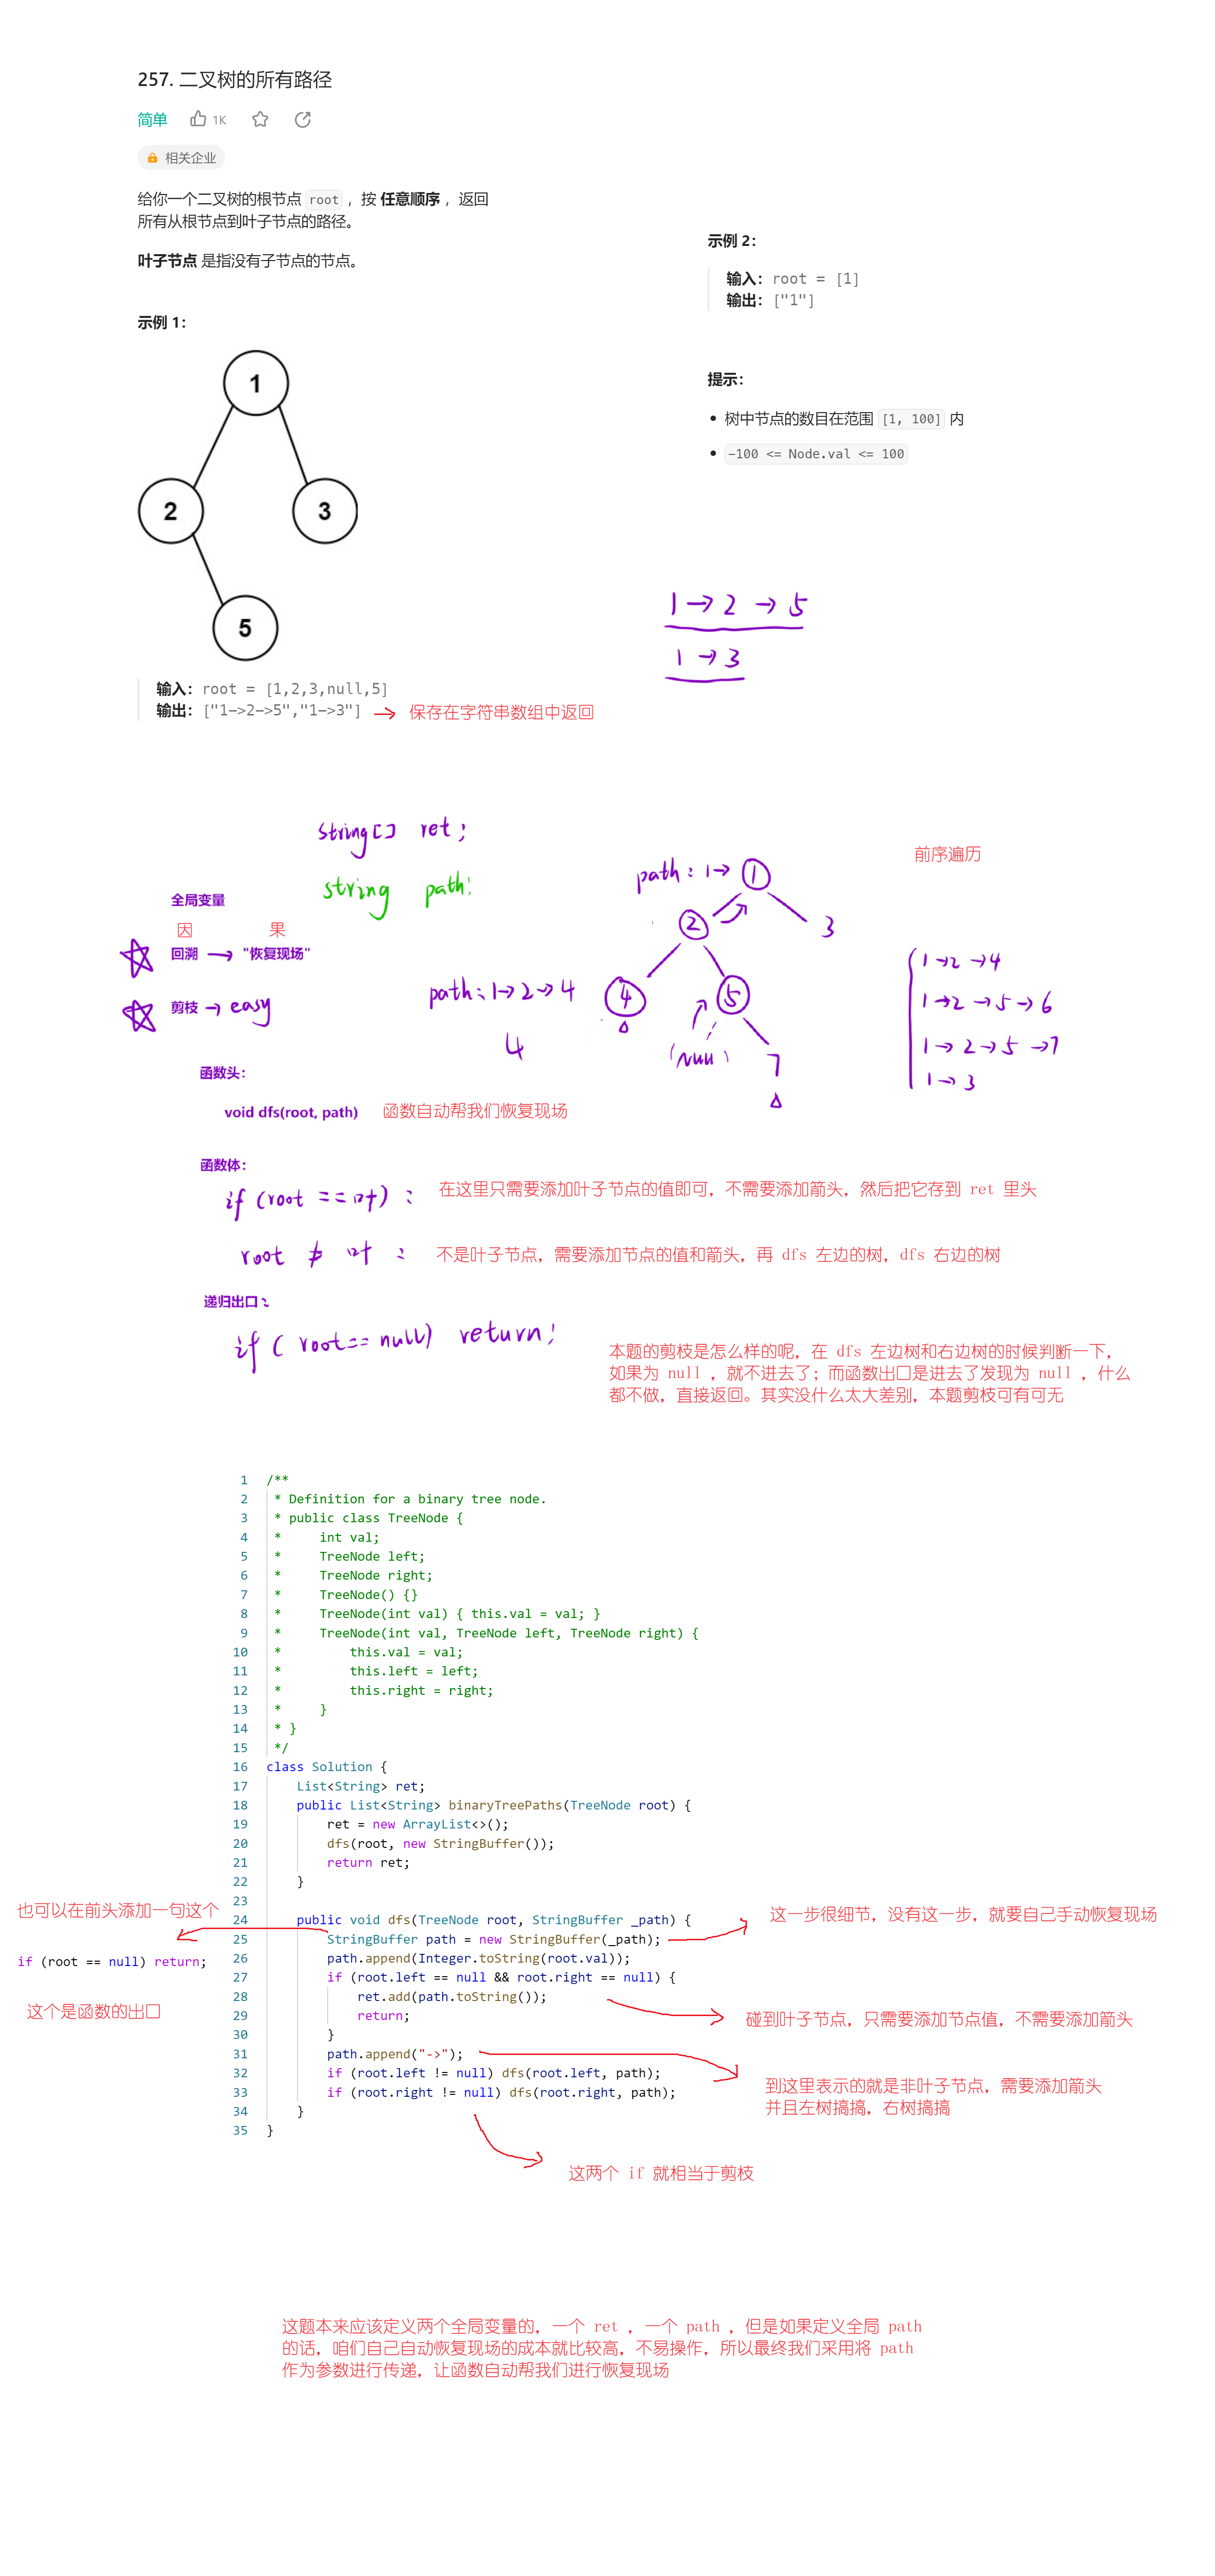 257. 二叉树的所有路径
简单 1K
相关企业
给你一个二叉树的根节点 root ，按 任意顺序 ，返回
所有从根节点到叶子节点的路径。
叶子节点 是指没有子节点的节点。
示例 1：
1
2
3
5
输入：root = [1,2,3,null,5]
输出：["1->2->5","1->3"]
保存在字符串数组中返回
示例 2：
输入：root = [1]
输出：["1"]
提示：
• 树中节点的数目在范围 [1, 100] 内
• -100 <= Node.val <= 100
1→2→5
1→3
string[] ret;
string path;
全局变量
因 果
回溯 → "恢复现场"
剪枝 → easy
前序遍历
path：1→
1
2
3
path：1→2→4
4
4
5
(null)
7
1→2→4
1→2→5→6
1→2→5→7
1→3
函数头：
void dfs(root, path) 函数自动帮我们恢复现场
函数体：
if (root == 叶) ： 在这里只需要添加叶子节点的值即可，不需要添加箭头，然后把它存到 ret 里头
root ≠ 叶 ： 不是叶子节点，需要添加节点的值和箭头，再 dfs 左边的树，dfs 右边的树
递归出口：
if ( root == null) return;
本题的剪枝是怎么样的呢，在 dfs 左边树和右边树的时候判断一下，
如果为 null ，就不进去了；而函数出口是进去了发现为 null ，什么
都不做，直接返回。其实没什么太大差别，本题剪枝可有可无
1 /**
2 * Definition for a binary tree node.
3 * public class TreeNode {
4 *     int val;
5 *     TreeNode left;
6 *     TreeNode right;
7 *     TreeNode() {}
8 *     TreeNode(int val) { this.val = val; }
9 *     TreeNode(int val, TreeNode left, TreeNode right) {
10 *         this.val = val;
11 *         this.left = left;
12 *         this.right = right;
13 *     }
14 * }
15 */
16 class Solution {
17     List<String> ret;
18     public List<String> binaryTreePaths(TreeNode root) {
19         ret = new ArrayList<>();
20         dfs(root, new StringBuffer());
21         return ret;
22     }
23
24     public void dfs(TreeNode root, StringBuffer _path) {
25         StringBuffer path = new StringBuffer(_path);
26         path.append(Integer.toString(root.val));
27         if (root.left == null && root.right == null) {
28             ret.add(path.toString());
29             return;
30         }
31         path.append("->");
32         if (root.left != null) dfs(root.left, path);
33         if (root.right != null) dfs(root.right, path);
34     }
35 }
也可以在前头添加一句这个
if (root == null) return;
这个是函数的出口
这一步很细节，没有这一步，就要自己手动恢复现场
碰到叶子节点，只需要添加节点值，不需要添加箭头
到这里表示的就是非叶子节点，需要添加箭头
并且左树搞搞，右树搞搞
这两个 if 就相当于剪枝
这题本来应该定义两个全局变量的，一个 ret ，一个 path ，但是如果定义全局 path
的话，咱们自己自动恢复现场的成本就比较高，不易操作，所以最终我们采用将 path
作为参数进行传递，让函数自动帮我们进行恢复现场